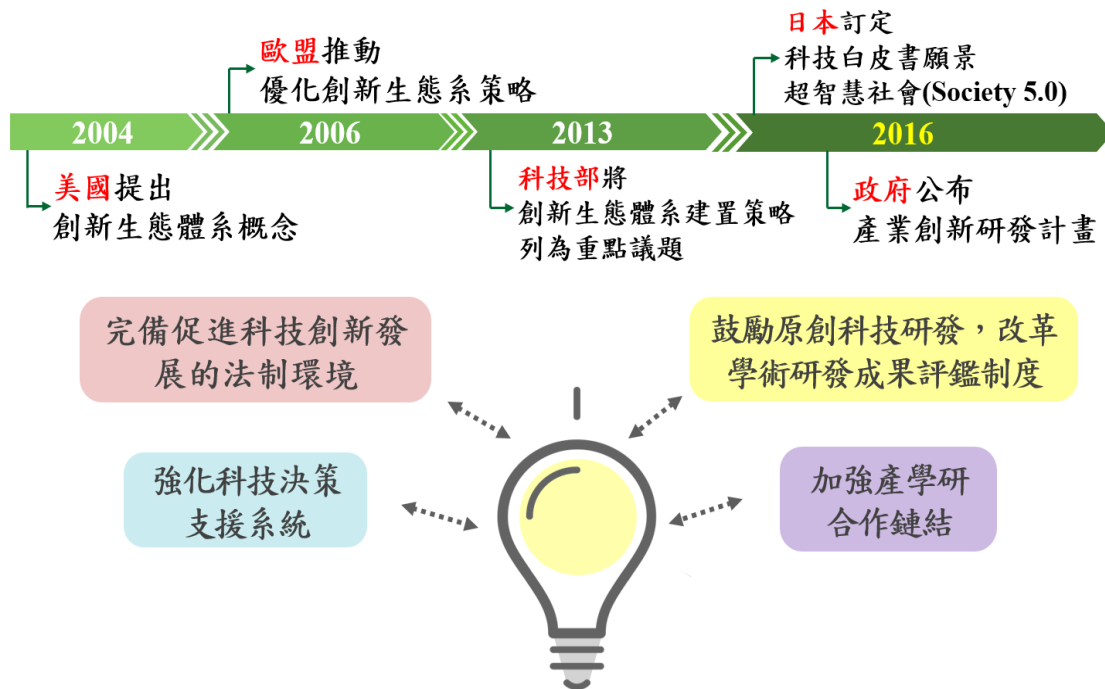 歐盟推動
優化創新生態系策略
日本訂定
科技白皮書願景
超智慧社會(Society 5.0)
2004
2006
2013
2016
美國提出
創新生態體系概念
科技部將
創新生態體系建置策略
列為重點議題
政府公布
產業創新研發計畫
完備促進科技創新發
展的法制環境
鼓勵原創科技研發，改革
學術研發成果評鑑制度
強化科技決策
支援系統
加強產學研
合作鏈結